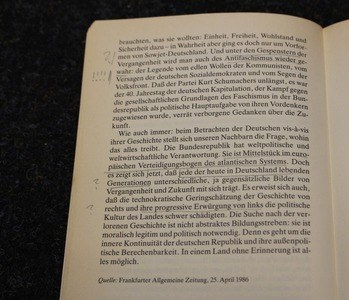 brauchten, was sie wollten: Einheit, Freiheit, Wohlstand und
Sicherheit dazu – in Wahrheit aber ging es doch nur um Vorfor-
men von Sowjet-Deutschland. Und unter den Gespenstern der
Vergangenheit wird man auch des Antifaschismus wieder ge-
wahr: der Legende vom edlen Wollen der Kommunisten, vom
Versagen der deutschen Sozialdemokraten und vom Segen der
Volksfront. Daß der Partei Kurt Schumachers unlängst, es war
der 40. Jahrestag der deutschen Kapitulation, der Kampf gegen
die gesellschaftlichen Grundlagen des Faschismus in der Bun-
desrepublik als politische Hauptaufgabe von ihren Vordenkern
zugewiesen wurde, verrät verborgene Gedanken über die Zu-
kunft.
Wie auch immer: beim Betrachten der Deutschen vis-à-vis
ihrer Geschichte stellt sich unseren Nachbarn die Frage, wohin
das alles treibt. Die Bundesrepublik hat weltpolitische und
weltwirtschaftliche Verantwortung. Sie ist Mittelstück im euro-
päischen Verteidigungsbogen des atlantischen Systems. Doch
es zeigt sich jetzt, daß jede der heute in Deutschland lebenden
Generationen unterschiedliche, ja gegensätzliche Bilder von
Vergangenheit und Zukunft mit sich trägt. Es erweist sich auch,
daß die technokratische Geringschätzung der Geschichte von
rechts und ihre progressive Erwürgung von links die politische
Kultur des Landes schwer schädigten. Die Suche nach der ver-
lorenen Geschichte ist nicht abstraktes Bildungsstreben: sie ist
moralisch legitim und politisch notwendig. Denn es geht um die
innere Kontinuität der deutschen Republik und ihre außenpoli-
tische Berechenbarkeit. In einem Land ohne Erinnerung ist al-
les möglich.
Quelle: Frankfurter Allgemeine Zeitung, 25. April 1986